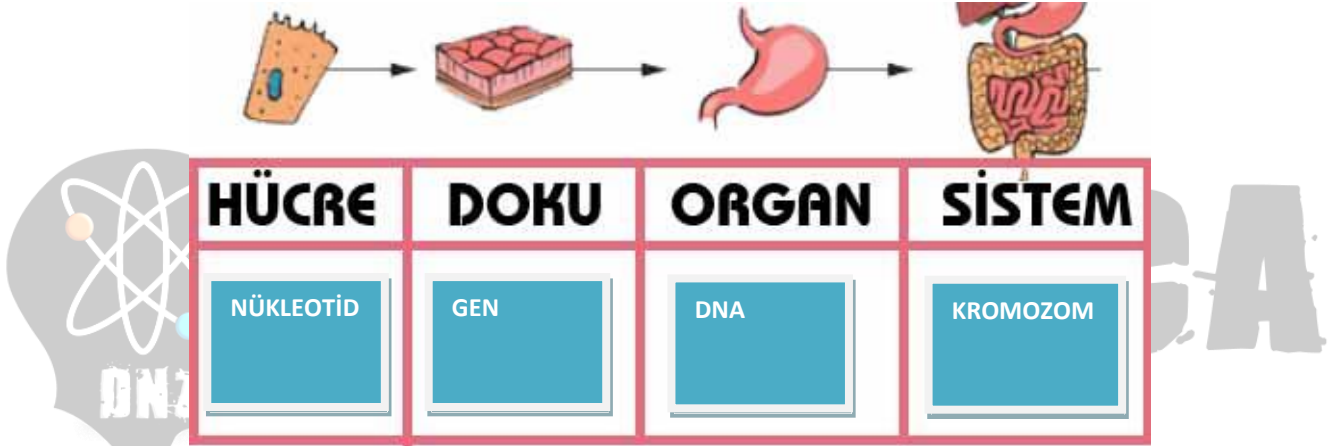 HÜCRE DOKU ORGAN SİSTEM
NÜKLEOTİD GEN DNA KROMOZOM